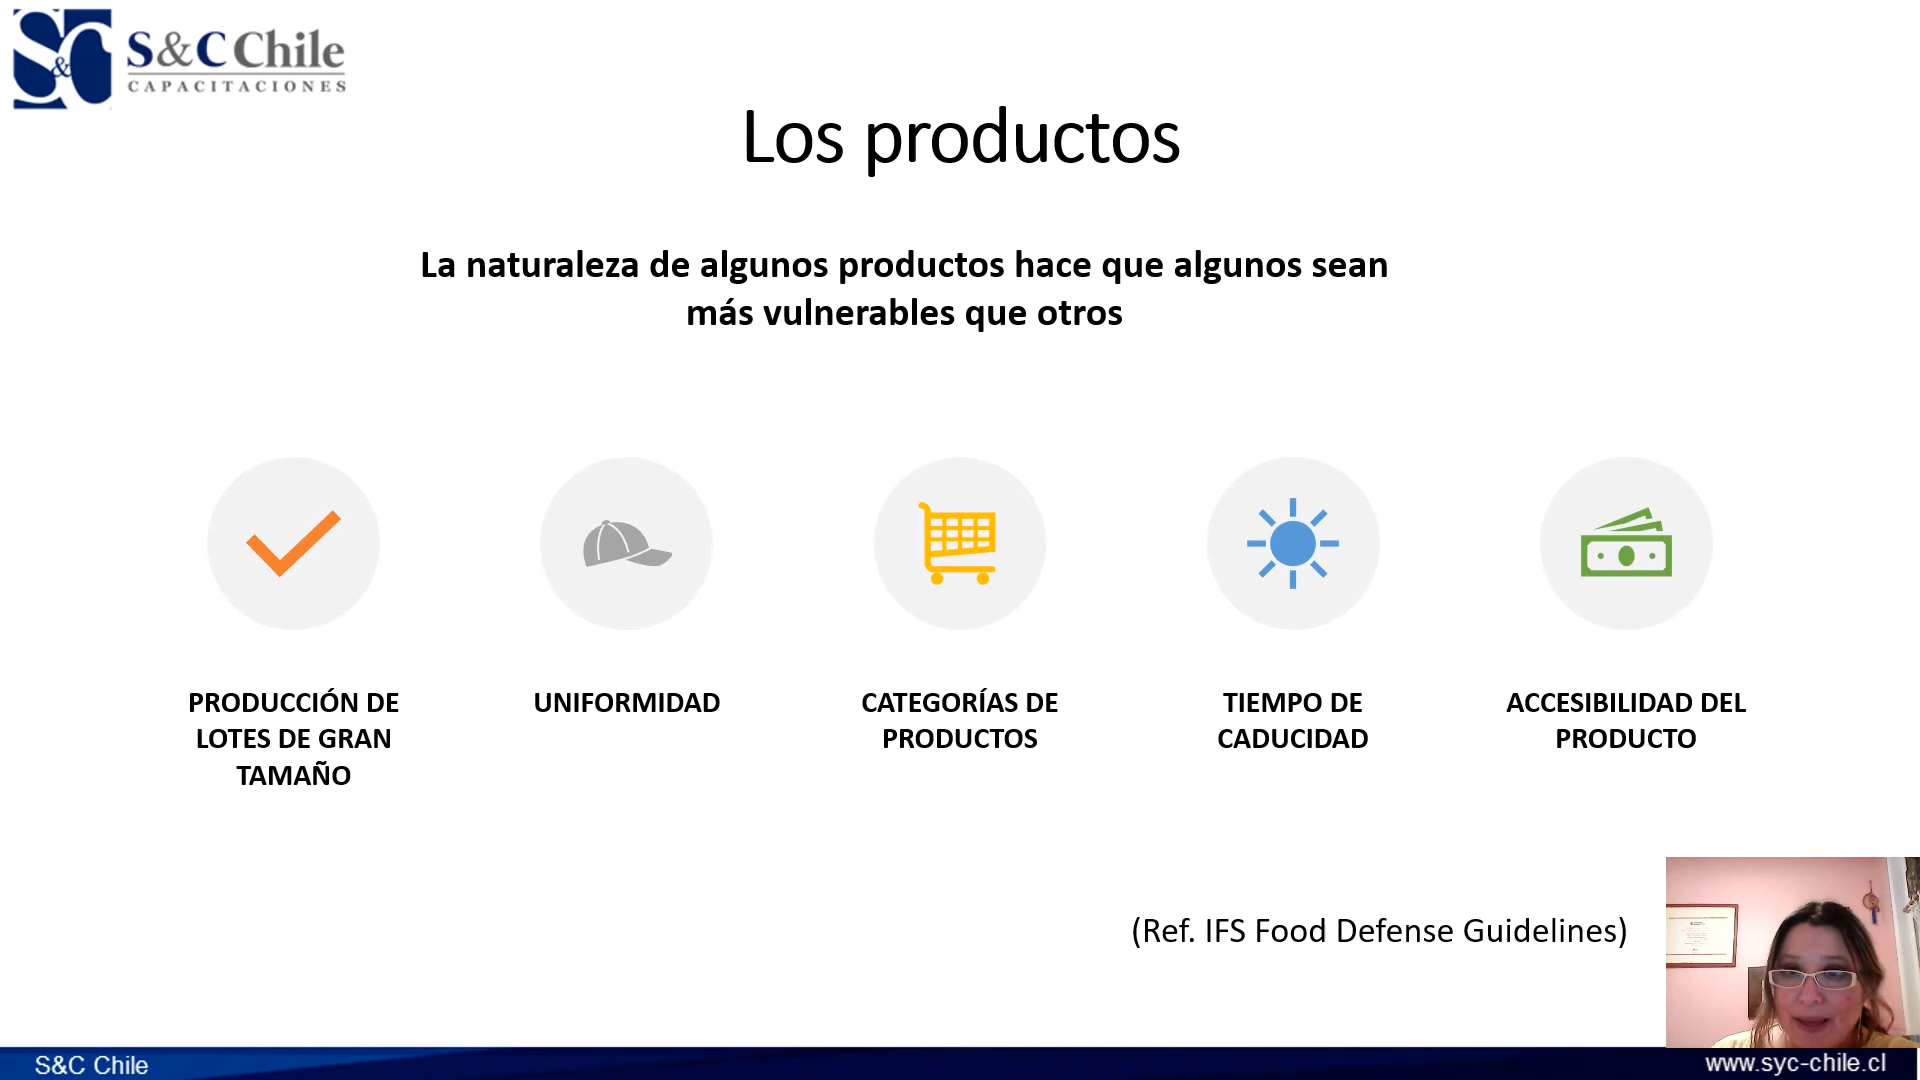 S&C
S&C Chile
CAPACITACIONES
Los productos
La naturaleza de algunos productos hace que algunos sean
más vulnerables que otros
PRODUCCIÓN DE
LOTES DE GRAN
TAMAÑO
UNIFORMIDAD
CATEGORÍAS DE
PRODUCTOS
TIEMPO DE
CADUCIDAD
ACCESIBILIDAD DEL
PRODUCTO
(Ref. IFS Food Defense Guidelines)
S&C Chile
www.syc-chile.cl